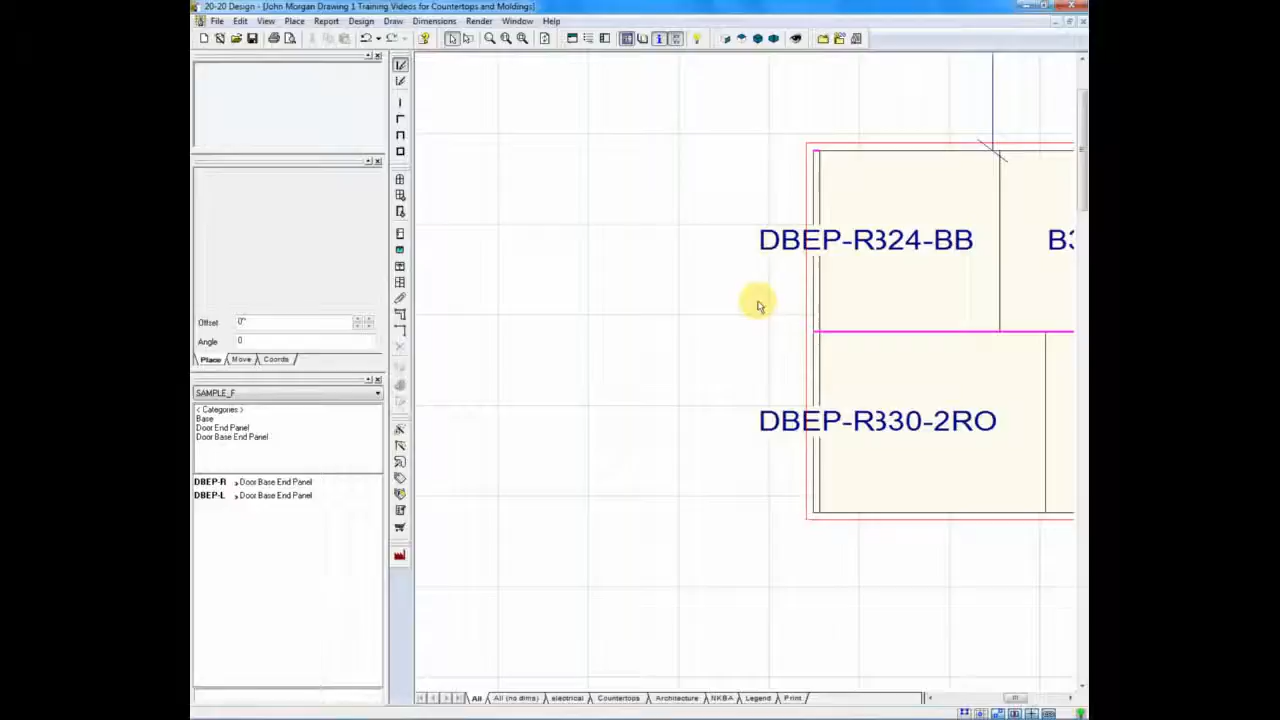 20-20 Design - [John Morgan Drawing 1 Training Videos for Countertops and Moldings]
File Edit View Place Report Design Draw Dimensions Render Window Help
DBEP-R
B24-BB
B3
Offset 0"
Angle 0
Place Move Coords
SAMPLE_F
< Categories >
Base
Door End Panel
Door Base End Panel
DBEP-R
B30-2RO
DBEP-R Door Base End Panel
DBEP-L Door Base End Panel
All All (no dims) electrical Countertops Architecture NKBA Legend Print